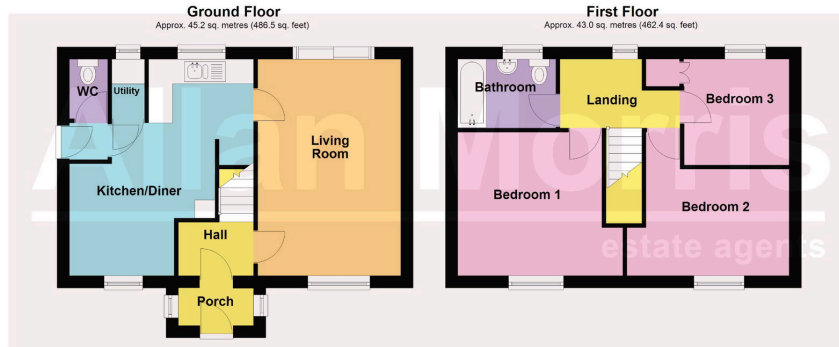 Ground Floor
Approx. 45.2 sq. metres (486.5 sq. feet)
WC
Utility
Living
Room
Kitchen/Diner
Hall
Porch
First Floor
Approx. 43.0 sq. metres (462.4 sq. feet)
Bathroom
Landing
Bedroom 3
Bedroom 1
Bedroom 2
Allan Morris
estate agents